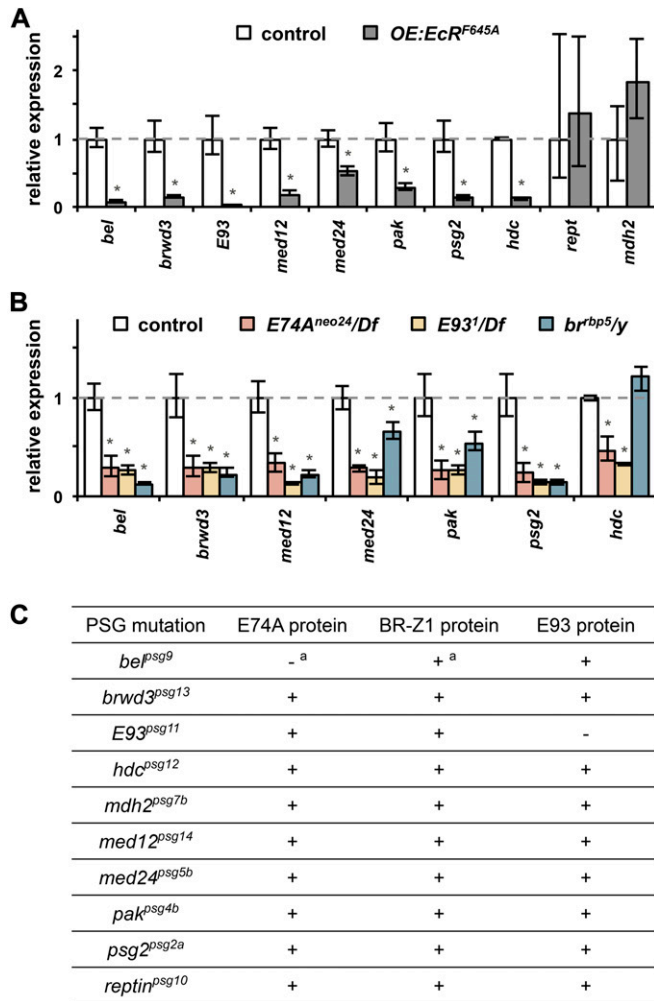 A
control OE:EcR^F645A
relative expression
2
1
0
bel brwd3 E93 med12 med24 pak psg2 hdc rept mdh2
* * * * * * * *
B
control E74A^neo24/Df E93^1/Df br^rbp5/y
relative expression
1
0
* * * * * * * * * * * * * * * * * * * *
bel brwd3 med12 med24 pak psg2 hdc
C
PSG mutation E74A protein BR-Z1 protein E93 protein
bel^psg9 - ^a + ^a +
brwd3^psg13 + + +
E93^psg11 + + -
hdc^psg12 + + +
mdh2^psg7b + + +
med12^psg14 + + +
med24^psg5b + + +
pak^psg4b + + +
psg2^psg2a + + +
reptin^psg10 + + +